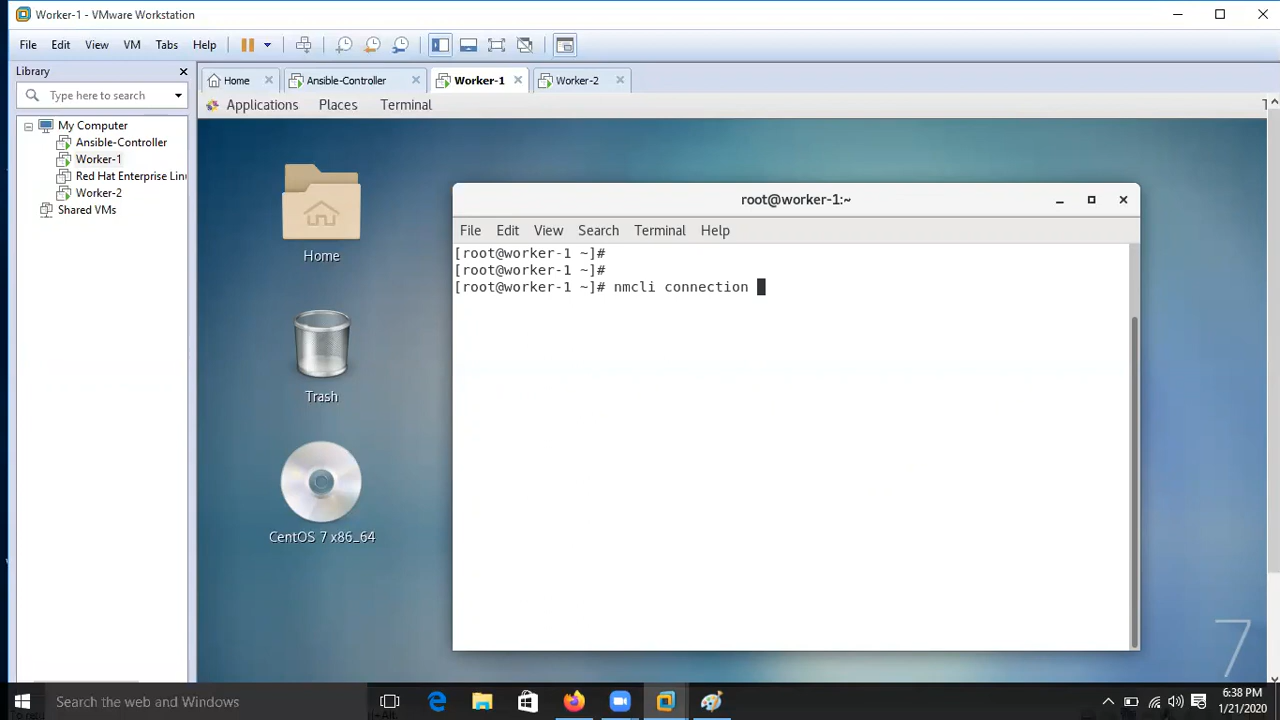 Worker-1 - VMware Workstation
File Edit View VM Tabs Help
Library
Type here to search
My Computer
Ansible-Controller
Worker-1
Red Hat Enterprise Linu
Worker-2
Shared VMs
Home Ansible-Controller Worker-1 Worker-2
Applications Places Terminal
Home
Trash
CentOS 7 x86_64
root@worker-1:~
File Edit View Search Terminal Help
[root@worker-1 ~]#
[root@worker-1 ~]#
[root@worker-1 ~]# nmcli connection
7
Search the web and Windows
6:38 PM
1/21/2020